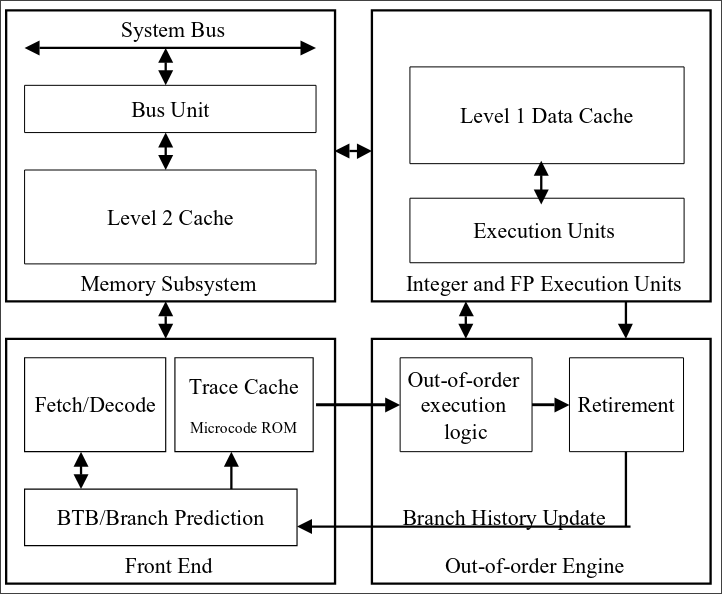 System Bus
Bus Unit
Level 2 Cache
Memory Subsystem
Level 1 Data Cache
Execution Units
Integer and FP Execution Units
Fetch/Decode
Trace Cache
Microcode ROM
BTB/Branch Prediction
Front End
Out-of-order
execution
logic
Retirement
Branch History Update
Out-of-order Engine